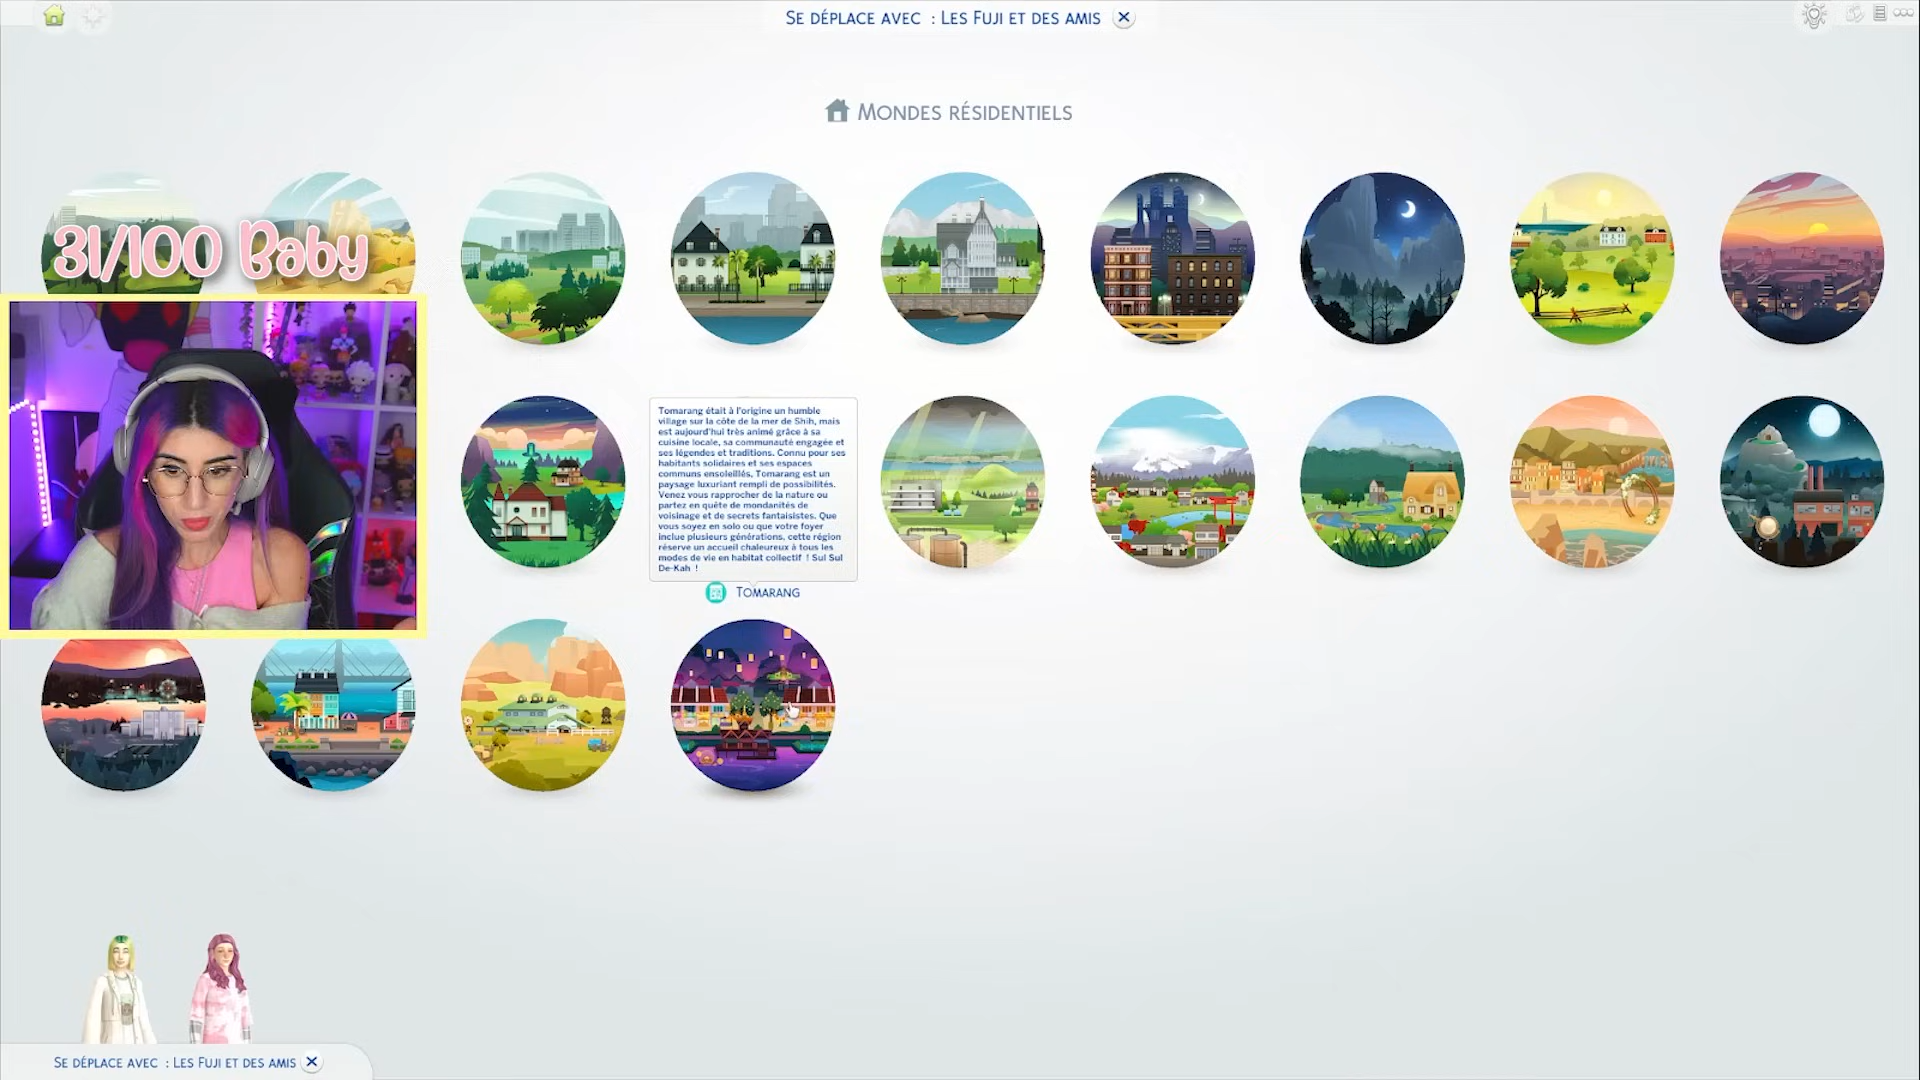 Se déplace avec : Les Fuji et des amis
Mondes résidentiels
31/100 Baby
Tomarang était à l'origine un humble
village sur la côte de la mer de Shih, mais
est aujourd'hui très animé grâce à sa
cuisine locale, sa communauté engagée et
ses légendes et traditions. Connu pour ses
habitants solidaires et ses espaces
communs ensoleillés, Tomarang est un
paysage luxuriant rempli de possibilités.
Venez vous rapprocher de la nature ou
partez en quête de mondanités de
voisinage et de secrets fantaisistes. Que
vous soyez en solo ou que votre foyer
inclue plusieurs générations, cette région
réserve un accueil chaleureux à tous les
modes de vie en habitat collectif ! Sul Sul
De-Kah !
Tomarang
Se déplace avec : Les Fuji et des amis